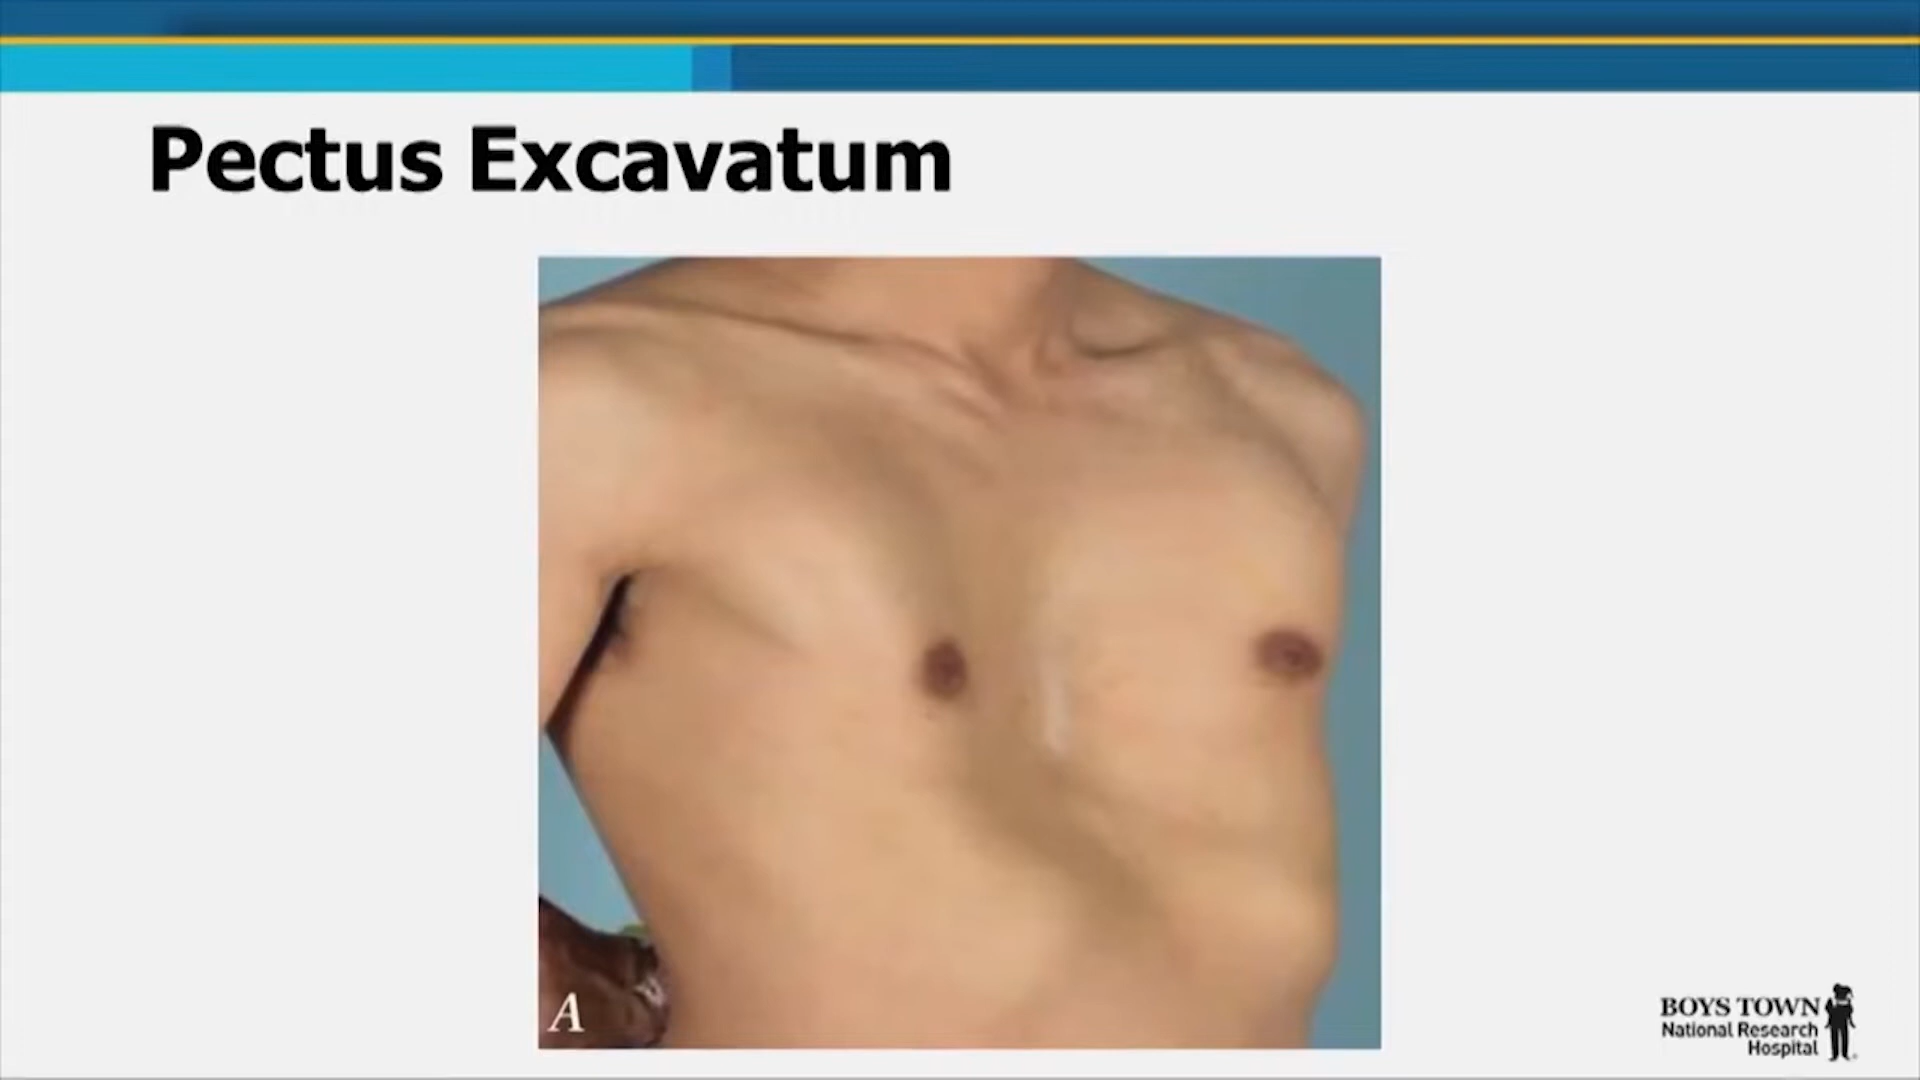 Pectus Excavatum
A
BOYS TOWN
National Research
Hospital